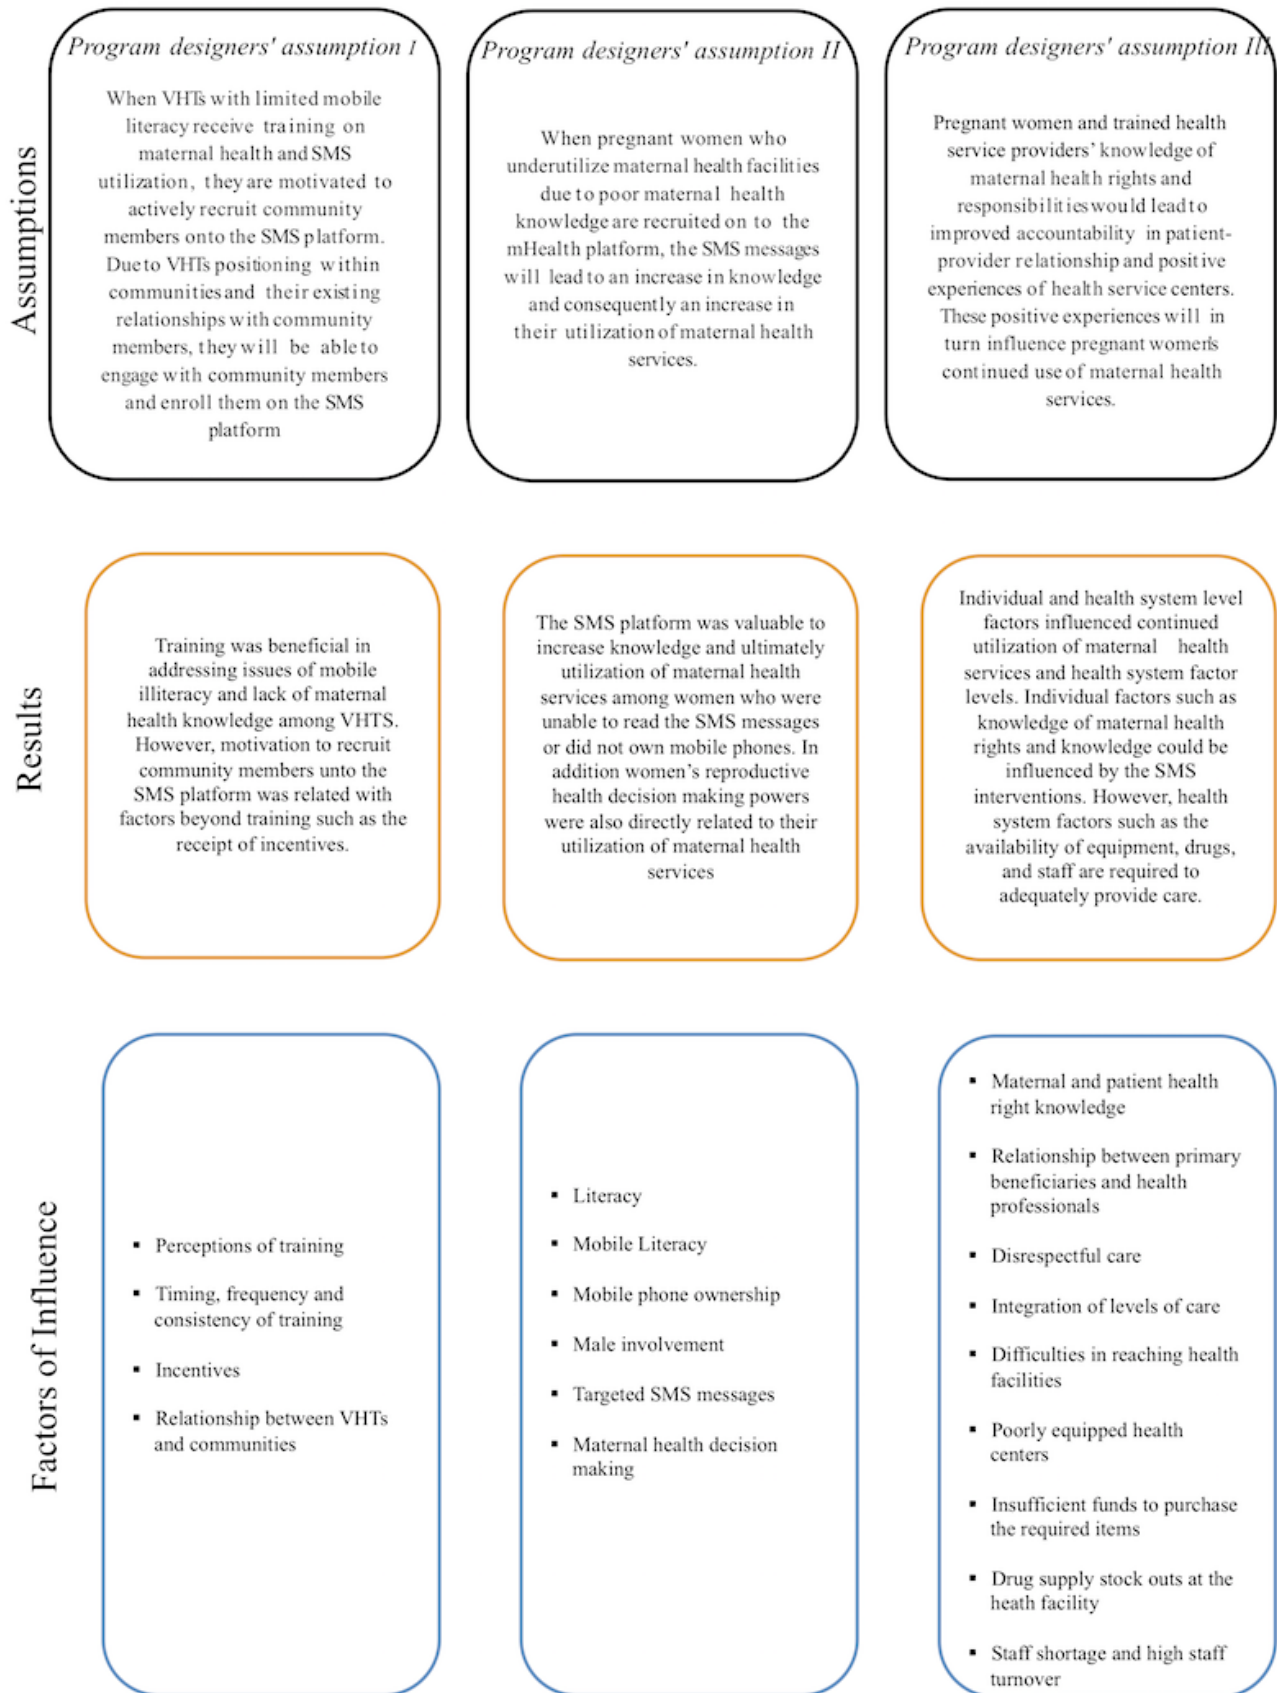 Assumptions
Program designers' assumption I
When VHTs with limited mobile
literacy receive training on
maternal health and SMS
utilization, they are motivated to
actively recruit community
members onto the SMS platform.
Due to VHTs positioning within
communities and their existing
relationships with community
members, they will be able to
engage with community members
and enroll them on the SMS
platform
Program designers' assumption II
When pregnant women who
underutilize maternal health facilities
due to poor maternal health
knowledge are recruited on to the
mHealth platform, the SMS messages
will lead to an increase in knowledge
and consequently an increase in
their utilization of maternal health
services.
Program designers' assumption III
Pregnant women and trained health
service providers' knowledge of
maternal health rights and
responsibilities would lead to
improved accountability in patient-
provider relationship and positive
experiences of health service centers.
These positive experiences will in
turn influence pregnant women's
continued use of maternal health
services.
Results
Training was beneficial in
addressing issues of mobile
illiteracy and lack of maternal
health knowledge among VHTS.
However, motivation to recruit
community members unto the
SMS platform was related with
factors beyond training such as the
receipt of incentives.
The SMS platform was valuable to
increase knowledge and ultimately
utilization of maternal health
services among women who were
unable to read the SMS messages
or did not own mobile phones. In
addition women's reproductive
health decision making powers
were also directly related to their
utilization of maternal health
services
Individual and health system level
factors influenced continued
utilization of maternal health
services and health system factor
levels. Individual factors such as
knowledge of maternal health
rights and knowledge could be
influenced by the SMS
interventions. However, health
system factors such as the
availability of equipment, drugs,
and staff are required to
adequately provide care.
Factors of Influence
▪ Perceptions of training
▪ Timing, frequency and
consistency of training
▪ Incentives
▪ Relationship between VHTs
and communities
▪ Literacy
▪ Mobile Literacy
▪ Mobile phone ownership
▪ Male involvement
▪ Targeted SMS messages
▪ Maternal health decision
making
▪ Maternal and patient health
right knowledge
▪ Relationship between primary
beneficiaries and health
professionals
▪ Disrespectful care
▪ Integration of levels of care
▪ Difficulties in reaching health
facilities
▪ Poorly equipped health
centers
▪ Insufficient funds to purchase
the required items
▪ Drug supply stock outs at the
heath facility
▪ Staff shortage and high staff
turnover